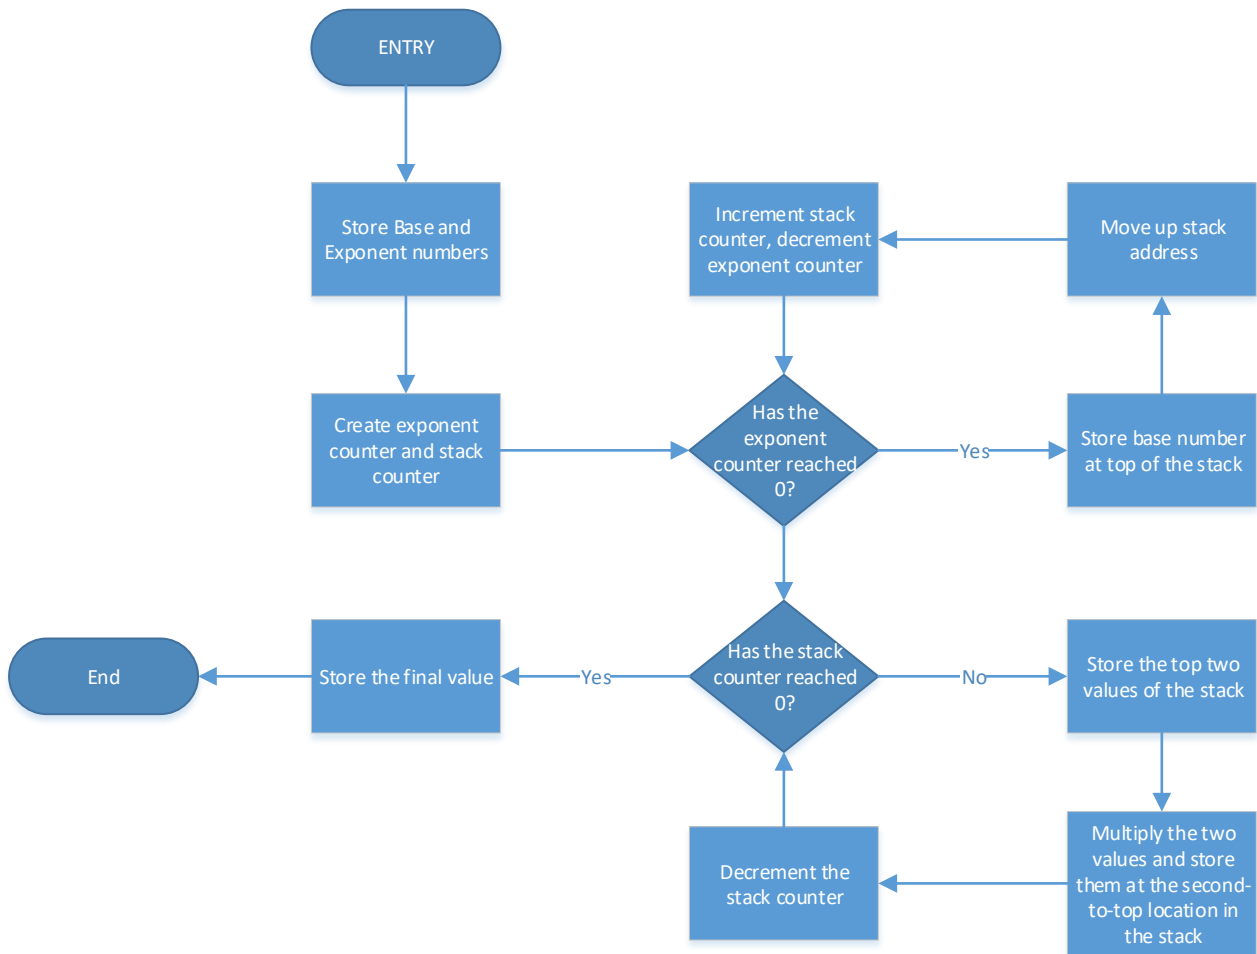 ENTRY
Store Base and
Exponent numbers
Increment stack
counter, decrement
exponent counter
Move up stack
address
Create exponent
counter and stack
counter
Has the
exponent
counter reached
0?
Yes
Store base number
at top of the stack
End
Store the final value
Yes
Has the stack
counter reached
0?
No
Store the top two
values of the stack
Decrement the
stack counter
Multiply the two
values and store
them at the second-
to-top location in
the stack